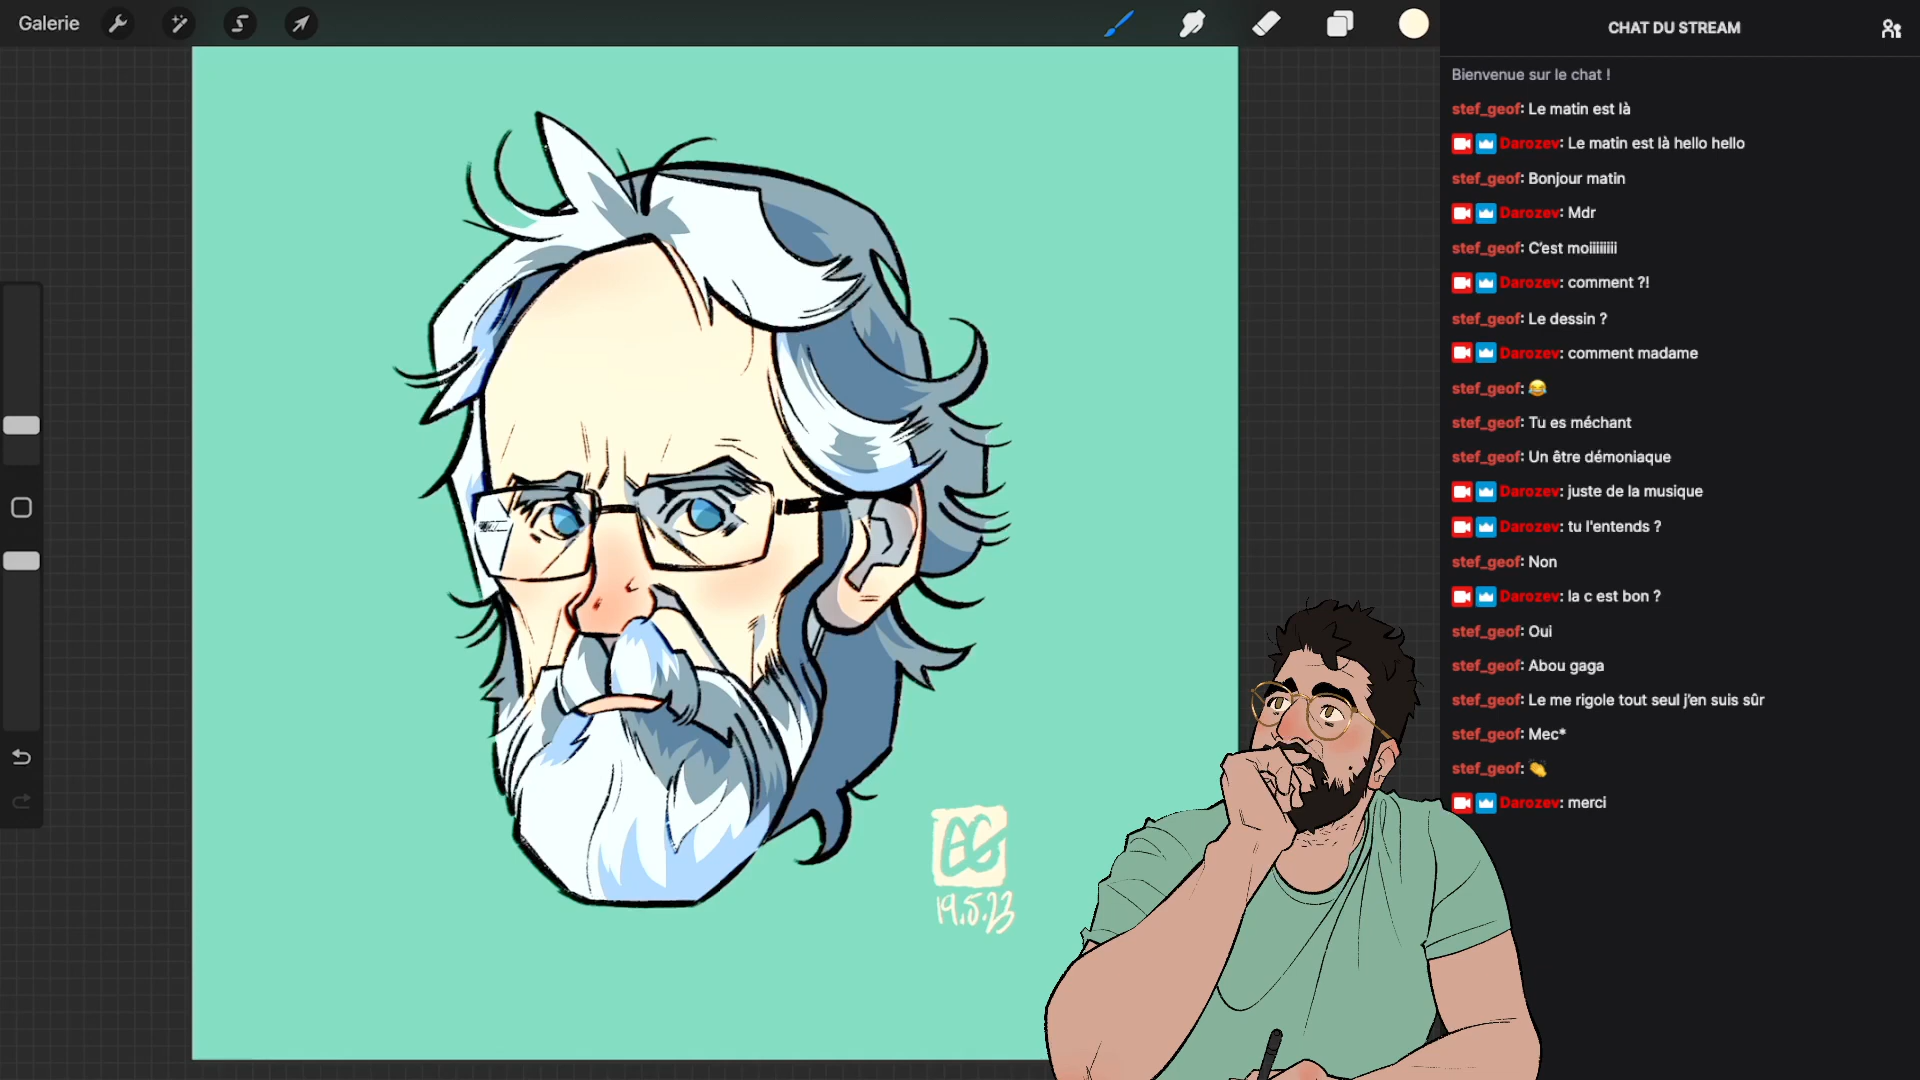 Galerie
CHAT DU STREAM
Bienvenue sur le chat !
stef_geof: Le matin est là
Darozev: Le matin est là hello hello
stef_geof: Bonjour matin
Darozev: Mdr
stef_geof: C'est moiiiiiiiii
Darozev: comment ?!
stef_geof: Le dessin ?
Darozev: comment madame
stef_geof: 😂
stef_geof: Tu es méchant
stef_geof: Un être démoniaque
Darozev: juste de la musique
Darozev: tu l'entends ?
stef_geof: Non
Darozev: la c est bon ?
stef_geof: Oui
stef_geof: Abou gaga
stef_geof: Le me rigole tout seul j'en suis sûr
stef_geof: Mec*
stef_geof: 👏
Darozev: merci
EG
19.5.23